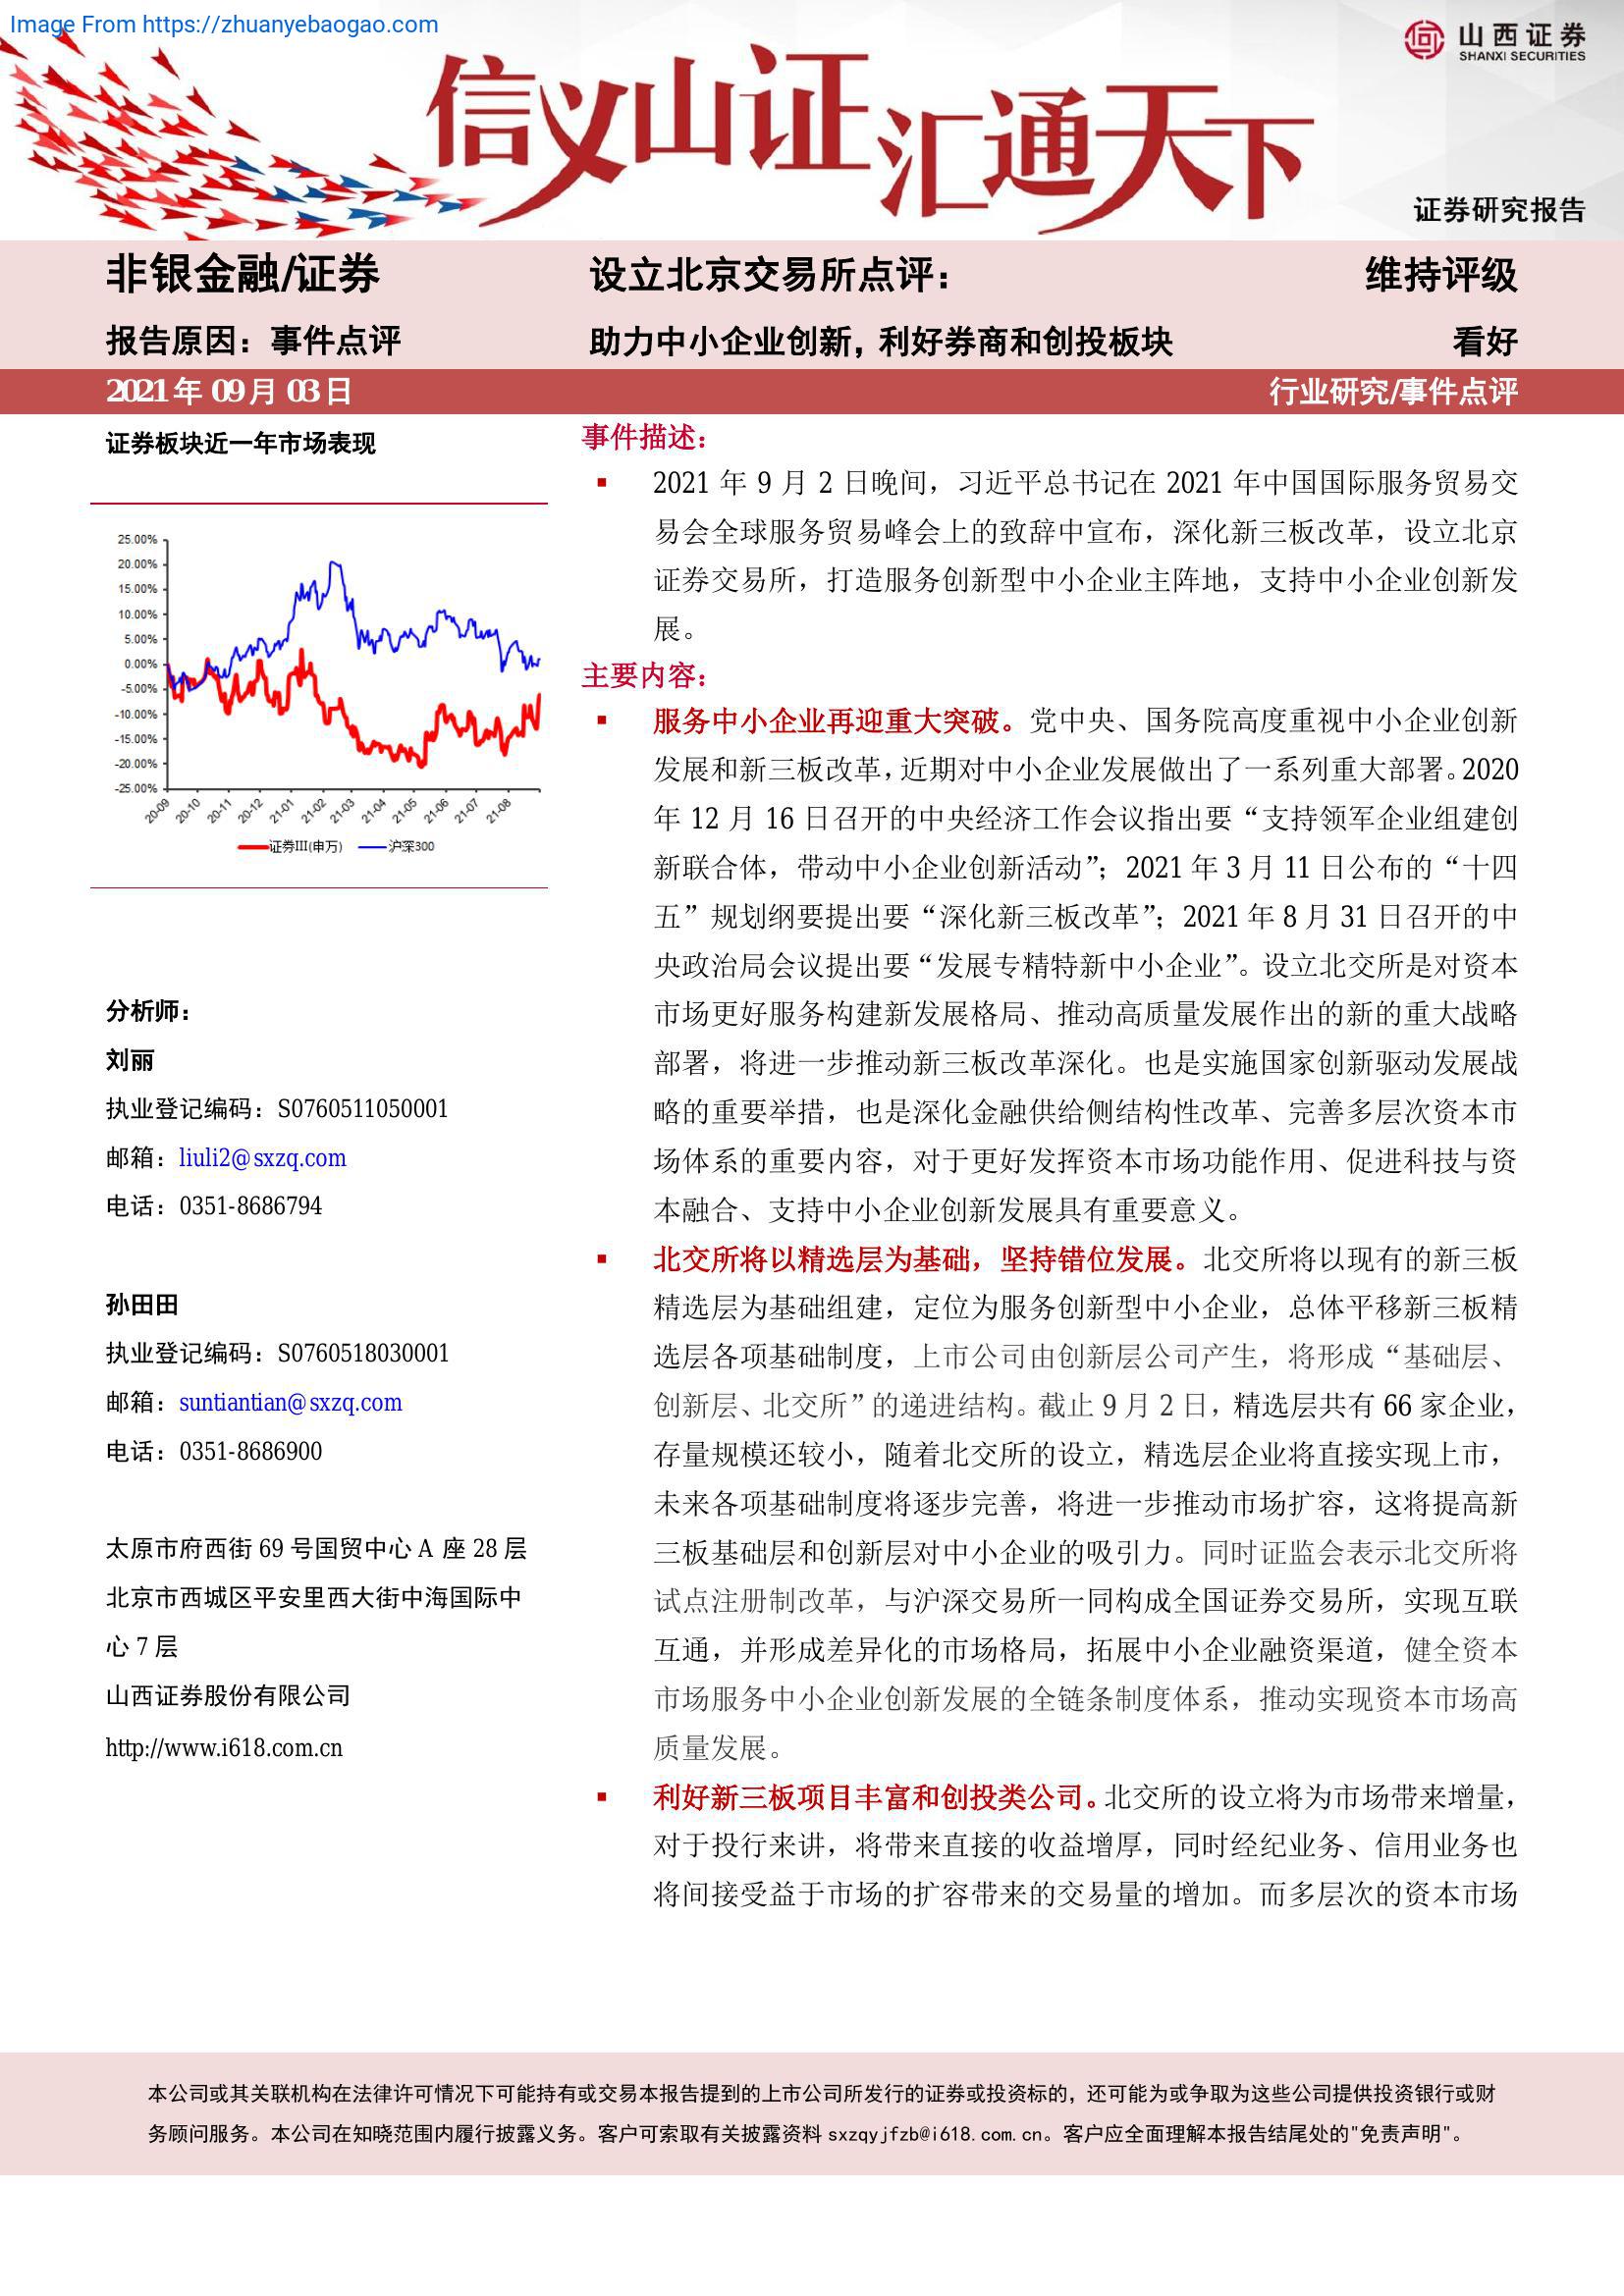 Image From https://zhuanyebaogao.com
山西证券
SHANXI SECURITIES
信义山证汇通天下
证券研究报告
非银金融/证券
设立北京交易所点评：
维持评级
报告原因：事件点评
助力中小企业创新，利好券商和创投板块
看好
2021 年 09 月 03 日
行业研究/事件点评
证券板块近一年市场表现
25.00%
20.00%
15.00%
10.00%
5.00%
0.00%
-5.00%
-10.00%
-15.00%
-20.00%
-25.00%
20-09 20-10 20-11 20-12 21-01 21-02 21-03 21-04 21-05 21-06 21-07 21-08
证券III(申万) 沪深300
分析师：
刘丽
执业登记编码：S0760511050001
邮箱：liuli2@sxzq.com
电话：0351-8686794
孙田田
执业登记编码：S0760518030001
邮箱：suntiantian@sxzq.com
电话：0351-8686900
太原市府西街 69 号国贸中心 A 座 28 层
北京市西城区平安里西大街中海国际中
心 7 层
山西证券股份有限公司
http://www.i618.com.cn
事件描述：
▪ 2021 年 9 月 2 日晚间，习近平总书记在 2021 年中国国际服务贸易交
易会全球服务贸易峰会上的致辞中宣布，深化新三板改革，设立北京
证券交易所，打造服务创新型中小企业主阵地，支持中小企业创新发
展。
主要内容：
▪ 服务中小企业再迎重大突破。党中央、国务院高度重视中小企业创新
发展和新三板改革，近期对中小企业发展做出了一系列重大部署。2020
年 12 月 16 日召开的中央经济工作会议指出要“支持领军企业组建创
新联合体，带动中小企业创新活动”；2021 年 3 月 11 日公布的“十四
五”规划纲要提出要“深化新三板改革”；2021 年 8 月 31 日召开的中
央政治局会议提出要“发展专精特新中小企业”。设立北交所是对资本
市场更好服务构建新发展格局、推动高质量发展作出的新的重大战略
部署，将进一步推动新三板改革深化。也是实施国家创新驱动发展战
略的重要举措，也是深化金融供给侧结构性改革、完善多层次资本市
场体系的重要内容，对于更好发挥资本市场功能作用、促进科技与资
本融合、支持中小企业创新发展具有重要意义。
▪ 北交所将以精选层为基础，坚持错位发展。北交所将以现有的新三板
精选层为基础组建，定位为服务创新型中小企业，总体平移新三板精
选层各项基础制度，上市公司由创新层公司产生，将形成“基础层、
创新层、北交所”的递进结构。截止 9 月 2 日，精选层共有 66 家企业，
存量规模还较小，随着北交所的设立，精选层企业将直接实现上市，
未来各项基础制度将逐步完善，将进一步推动市场扩容，这将提高新
三板基础层和创新层对中小企业的吸引力。同时证监会表示北交所将
试点注册制改革，与沪深交易所一同构成全国证券交易所，实现互联
互通，并形成差异化的市场格局，拓展中小企业融资渠道，健全资本
市场服务中小企业创新发展的全链条制度体系，推动实现资本市场高
质量发展。
▪ 利好新三板项目丰富和创投类公司。北交所的设立将为市场带来增量，
对于投行来讲，将带来直接的收益增厚，同时经纪业务、信用业务也
将间接受益于市场的扩容带来的交易量的增加。而多层次的资本市场
本公司或其关联机构在法律许可情况下可能持有或交易本报告提到的上市公司所发行的证券或投资标的，还可能为或争取为这些公司提供投资银行或财
务顾问服务。本公司在知晓范围内履行披露义务。客户可索取有关披露资料 sxzqyjfzb@i618.com.cn。客户应全面理解本报告结尾处的"免责声明"。